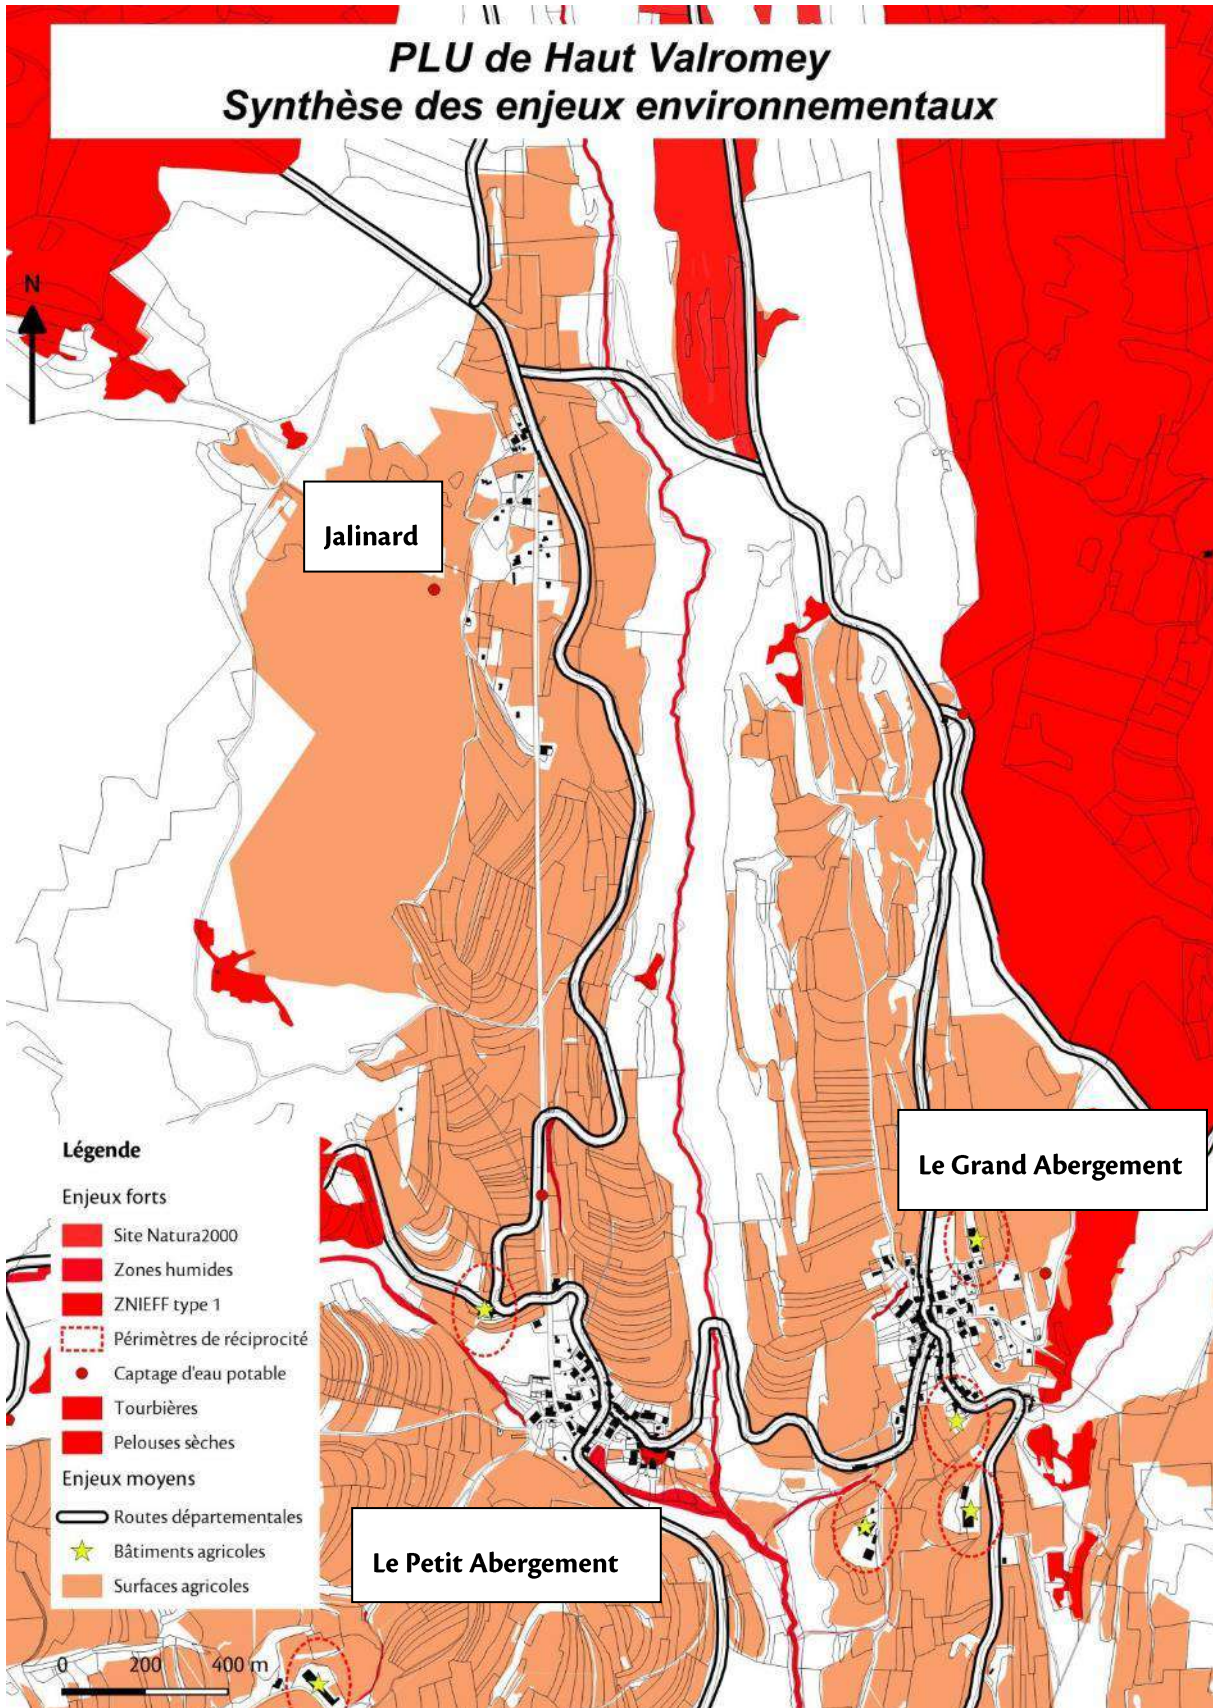 PLU de Haut Valromey
Synthèse des enjeux environnementaux
N
Jalinard
Le Grand Abergement
Le Petit Abergement
Légende
Enjeux forts
Site Natura2000
Zones humides
ZNIEFF type 1
Périmètres de réciprocité
Captage d'eau potable
Tourbières
Pelouses sèches
Enjeux moyens
Routes départementales
Bâtiments agricoles
Surfaces agricoles
0 200 400 m